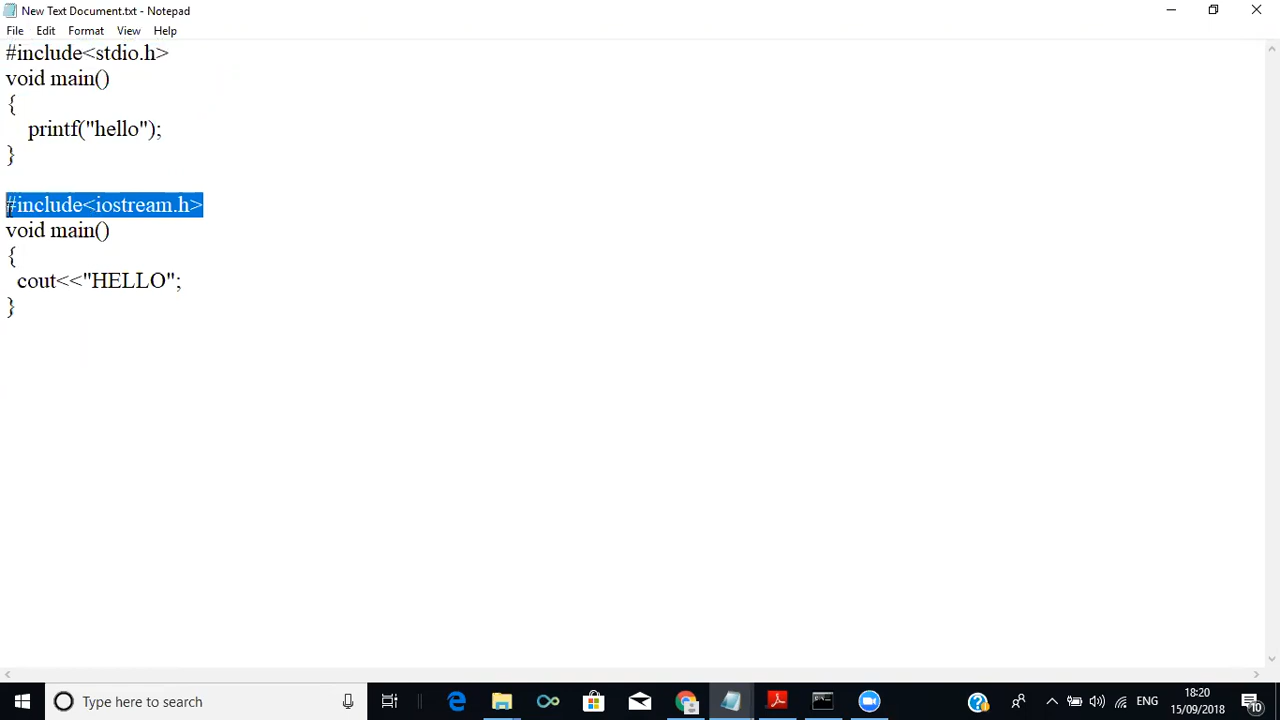 New Text Document.txt - Notepad
File Edit Format View Help
#include<stdio.h>
void main()
{
printf("hello");
}
#include<iostream.h>
void main()
{
cout<<"HELLO";
}
Type here to search
ENG
18:20
15/09/2018
10